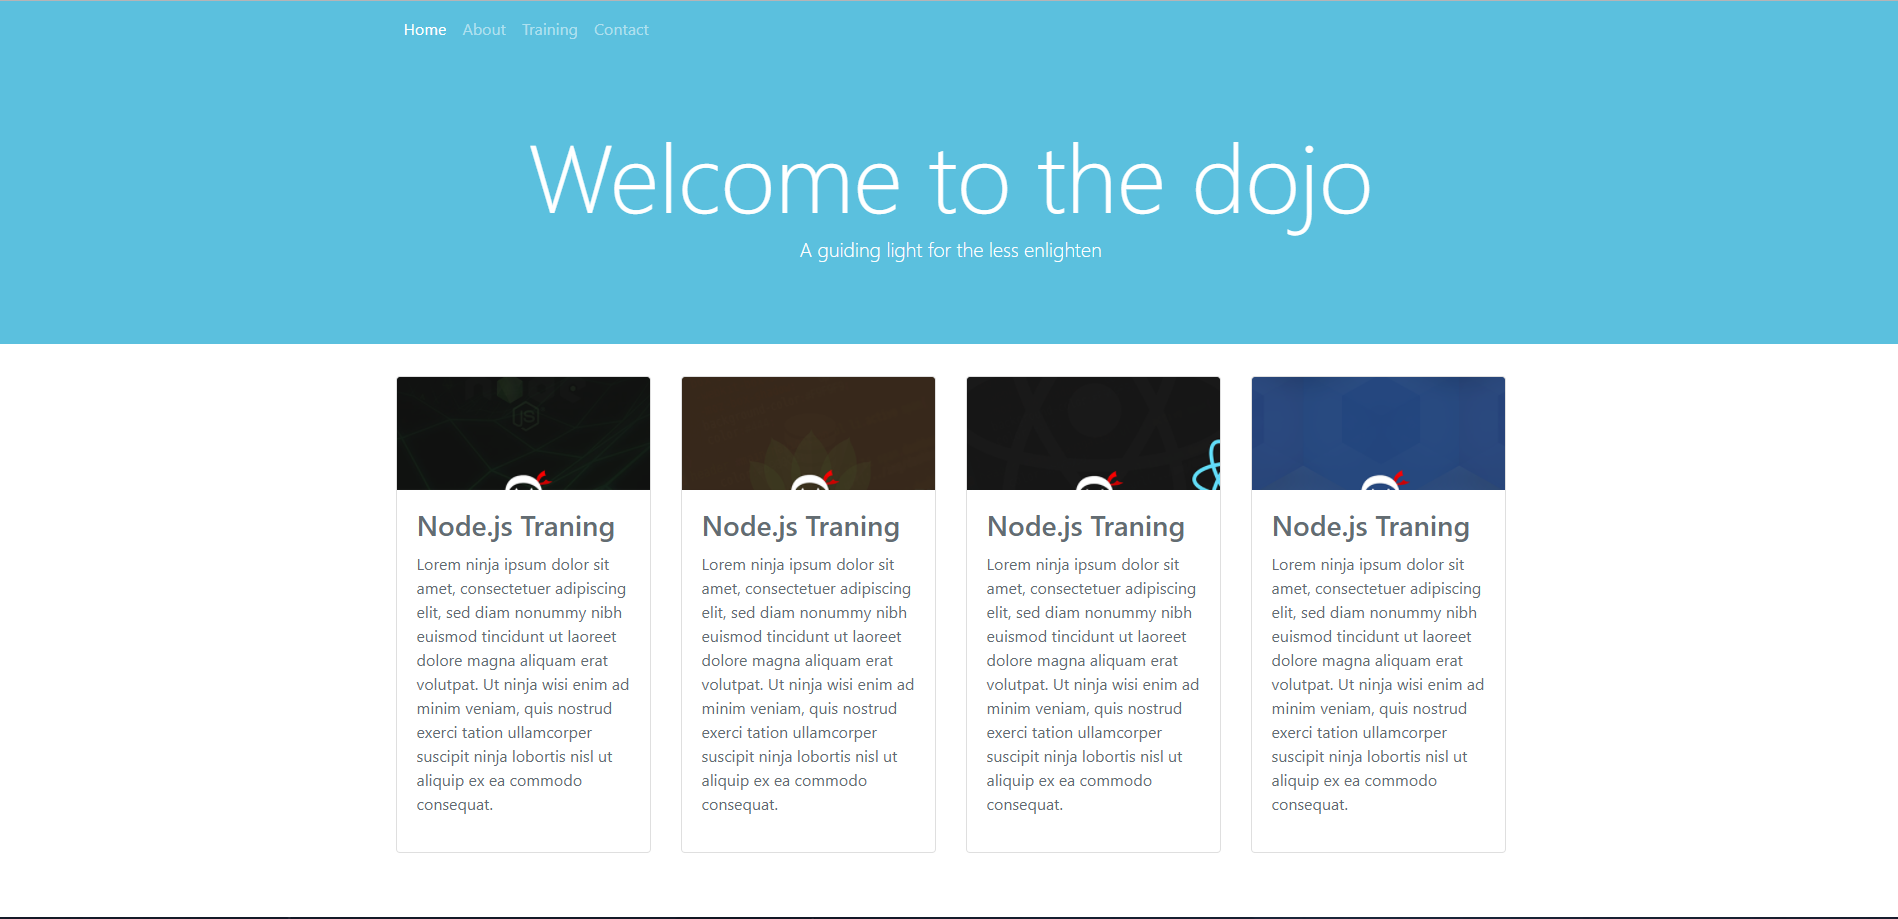 Home About Training Contact
Welcome to the dojo
A guiding light for the less enlighten
JS
Node.js Traning
Lorem ninja ipsum dolor sit
amet, consectetuer adipiscing
elit, sed diam nonummy nibh
euismod tincidunt ut laoreet
dolore magna aliquam erat
volutpat. Ut ninja wisi enim ad
minim veniam, quis nostrud
exerci tation ullamcorper
suscipit ninja lobortis nisl ut
aliquip ex ea commodo
consequat.
Node.js Traning
Lorem ninja ipsum dolor sit
amet, consectetuer adipiscing
elit, sed diam nonummy nibh
euismod tincidunt ut laoreet
dolore magna aliquam erat
volutpat. Ut ninja wisi enim ad
minim veniam, quis nostrud
exerci tation ullamcorper
suscipit ninja lobortis nisl ut
aliquip ex ea commodo
consequat.
Node.js Traning
Lorem ninja ipsum dolor sit
amet, consectetuer adipiscing
elit, sed diam nonummy nibh
euismod tincidunt ut laoreet
dolore magna aliquam erat
volutpat. Ut ninja wisi enim ad
minim veniam, quis nostrud
exerci tation ullamcorper
suscipit ninja lobortis nisl ut
aliquip ex ea commodo
consequat.
Node.js Traning
Lorem ninja ipsum dolor sit
amet, consectetuer adipiscing
elit, sed diam nonummy nibh
euismod tincidunt ut laoreet
dolore magna aliquam erat
volutpat. Ut ninja wisi enim ad
minim veniam, quis nostrud
exerci tation ullamcorper
suscipit ninja lobortis nisl ut
aliquip ex ea commodo
consequat.